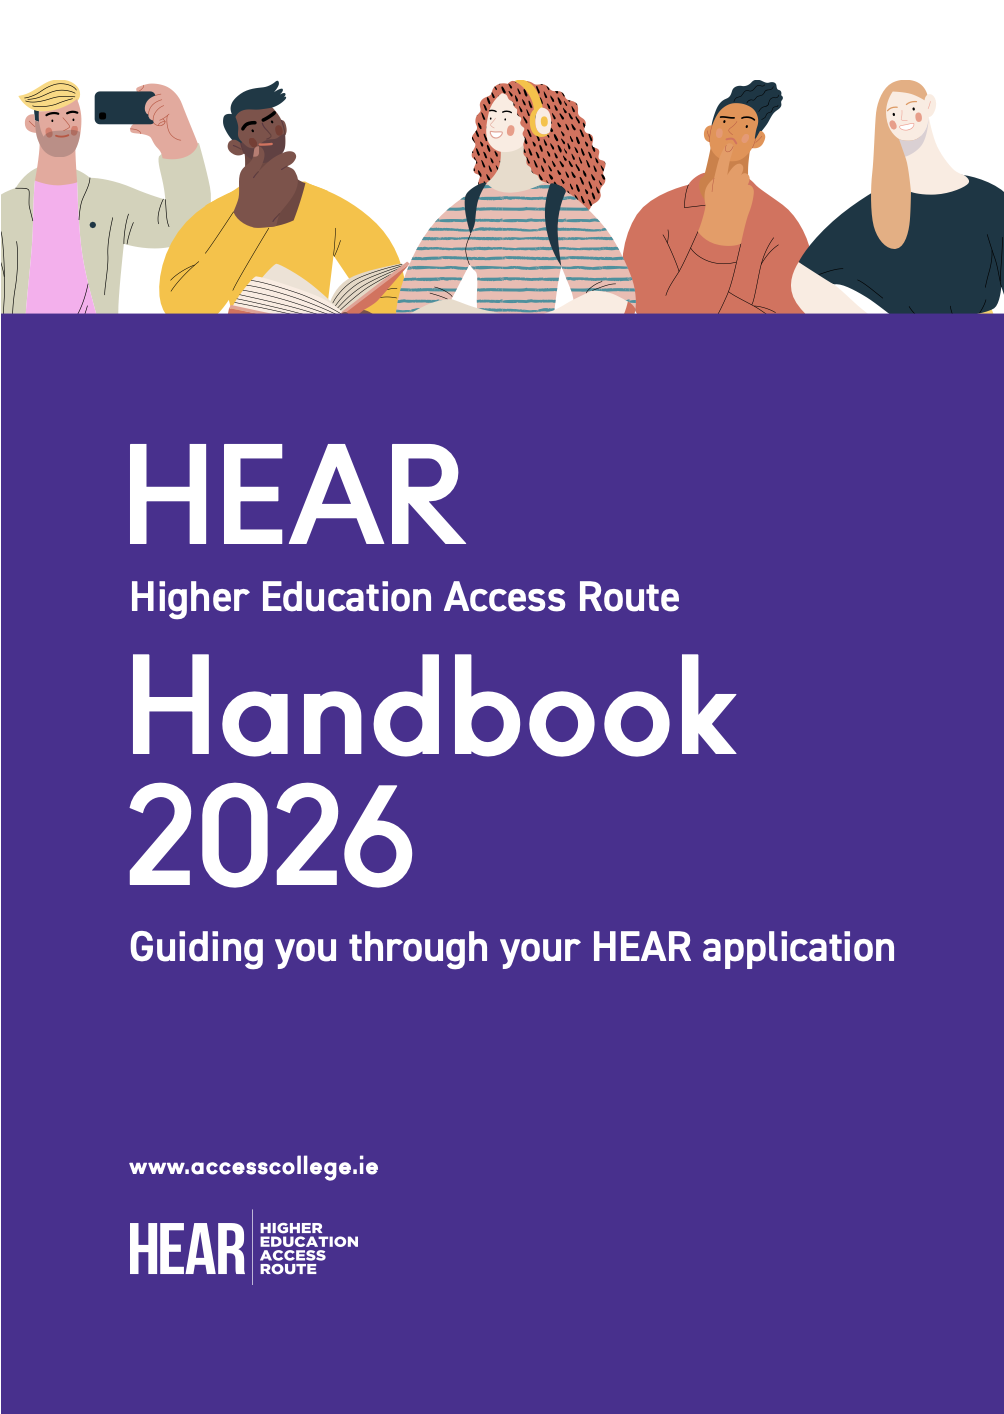 HEAR
Higher Education Access Route
Handbook
2026
Guiding you through your HEAR application
www.accesscollege.ie
HEAR
HIGHER
EDUCATION
ACCESS
ROUTE